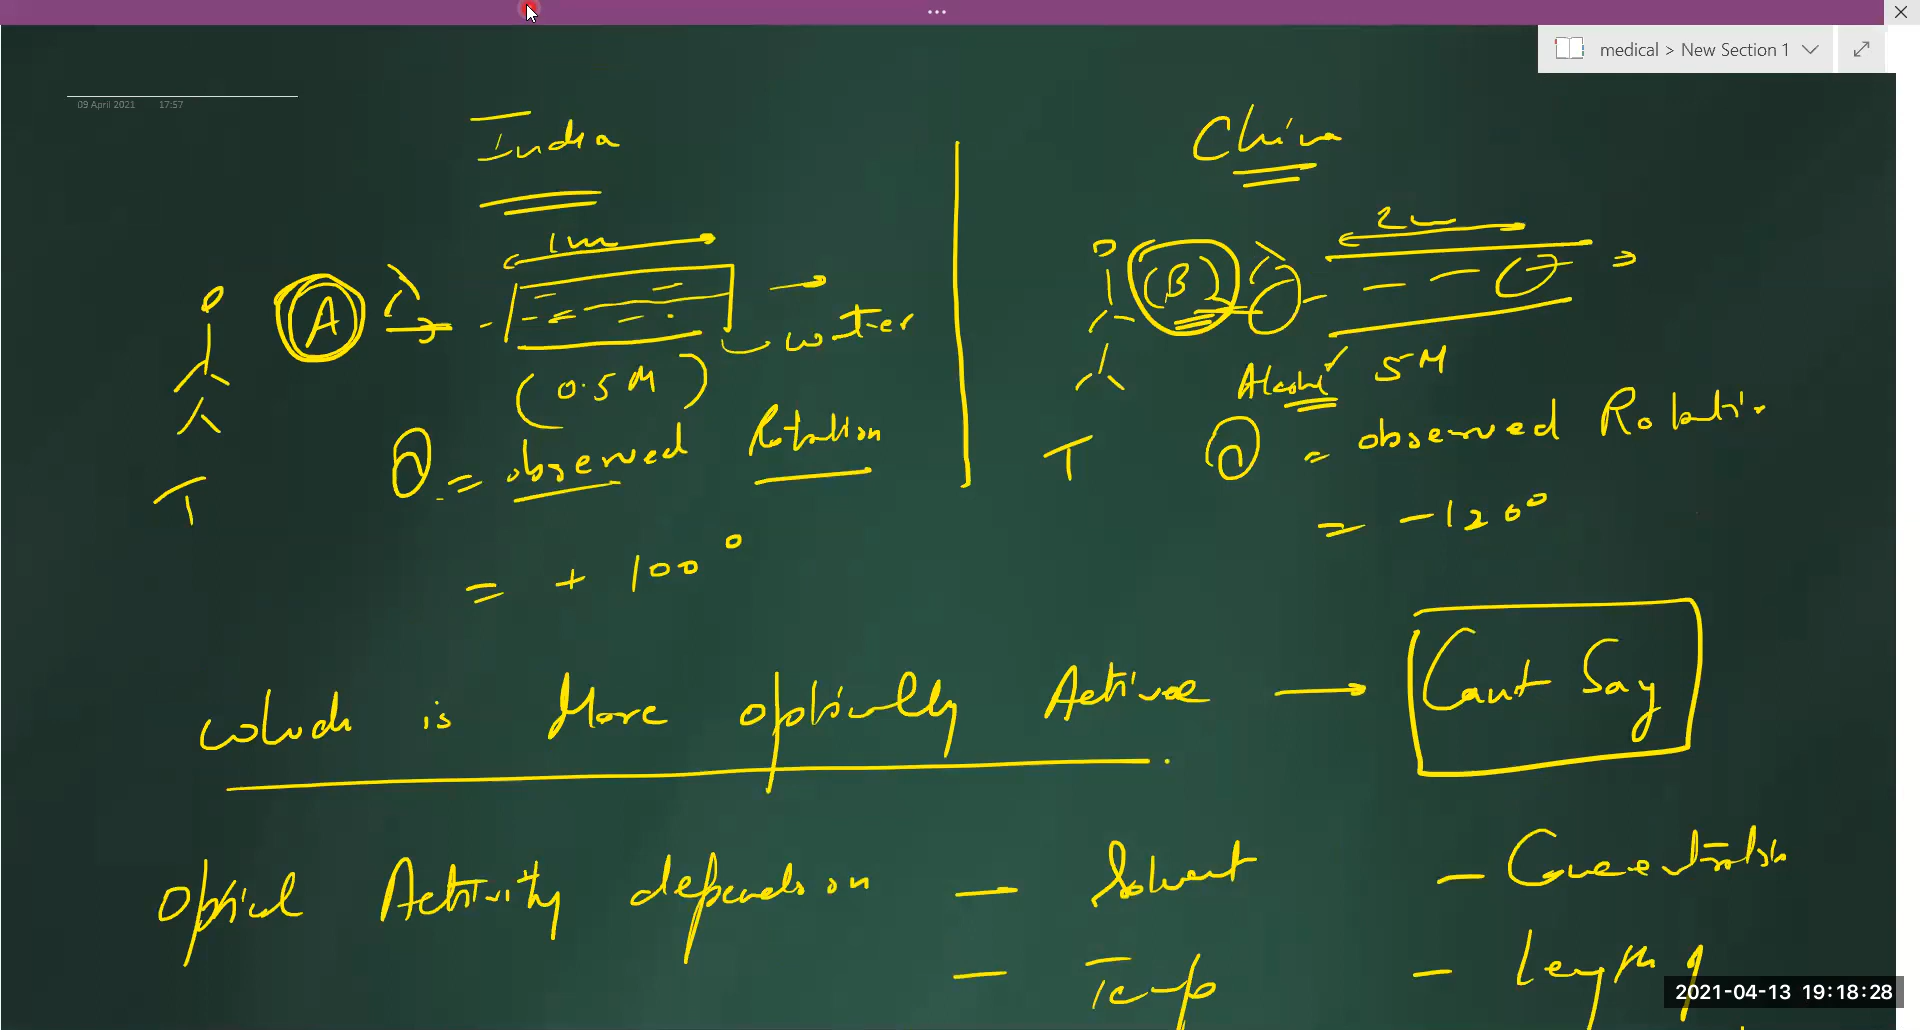 medical > New Section 1
09 April 2021 17:57
India
China
1m
2m
A λ
(B) λ
water
(0.5 M)
Alcohol 5M
θ = observed Rotation
θ = observed Rotatio
T
T
= + 100°
= -120°
which is More optically Active → Cant Say
Optical Activity depends on — Solvent — Concentration
— Temp — length of
2021-04-13 19:18:28